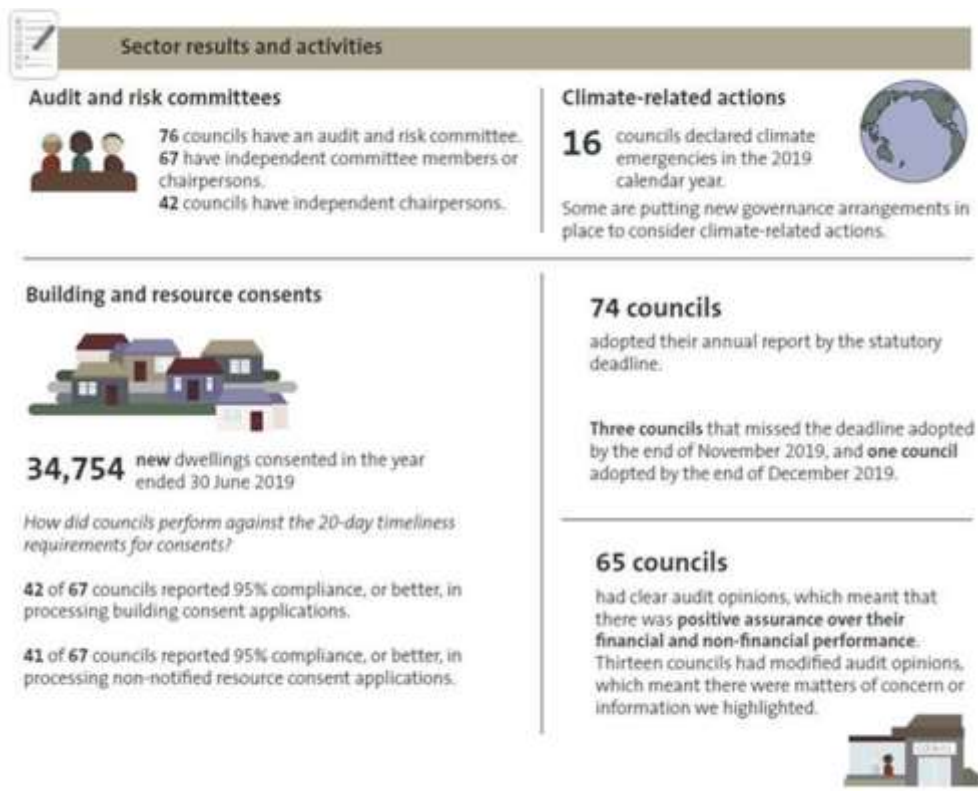 Sector results and activities
Audit and risk committees
76 councils have an audit and risk committee.
67 have independent committee members or
chairpersons.
42 councils have independent chairpersons.
Climate-related actions
16 councils declared climate
emergencies in the 2019
calendar year.
Some are putting new governance arrangements in
place to consider climate-related actions.
Building and resource consents
34,754 new dwellings consented in the year
ended 30 June 2019
How did councils perform against the 20-day timeliness
requirements for consents?
42 of 67 councils reported 95% compliance, or better, in
processing building consent applications.
41 of 67 councils reported 95% compliance, or better, in
processing non-notified resource consent applications.
74 councils
adopted their annual report by the statutory
deadline.
Three councils that missed the deadline adopted
by the end of November 2019, and one council
adopted by the end of December 2019.
65 councils
had clear audit opinions, which meant that
there was positive assurance over their
financial and non-financial performance.
Thirteen councils had modified audit opinions,
which meant there were matters of concern or
information we highlighted.